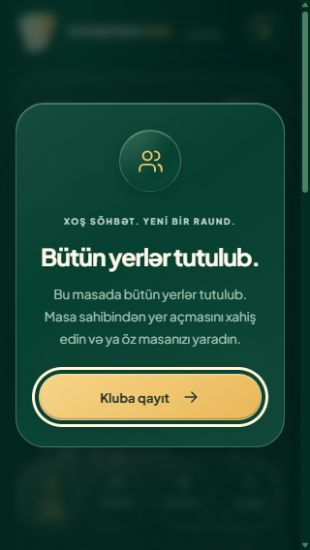 XOŞ SÖHBƏT. YENİ BİR RAUND.
Bütün yerlər tutulub.
Bu masada bütün yerlər tutulub.
Masa sahibindən yer açmasını xahiş
edin və ya öz masanızı yaradın.
Kluba qayıt →